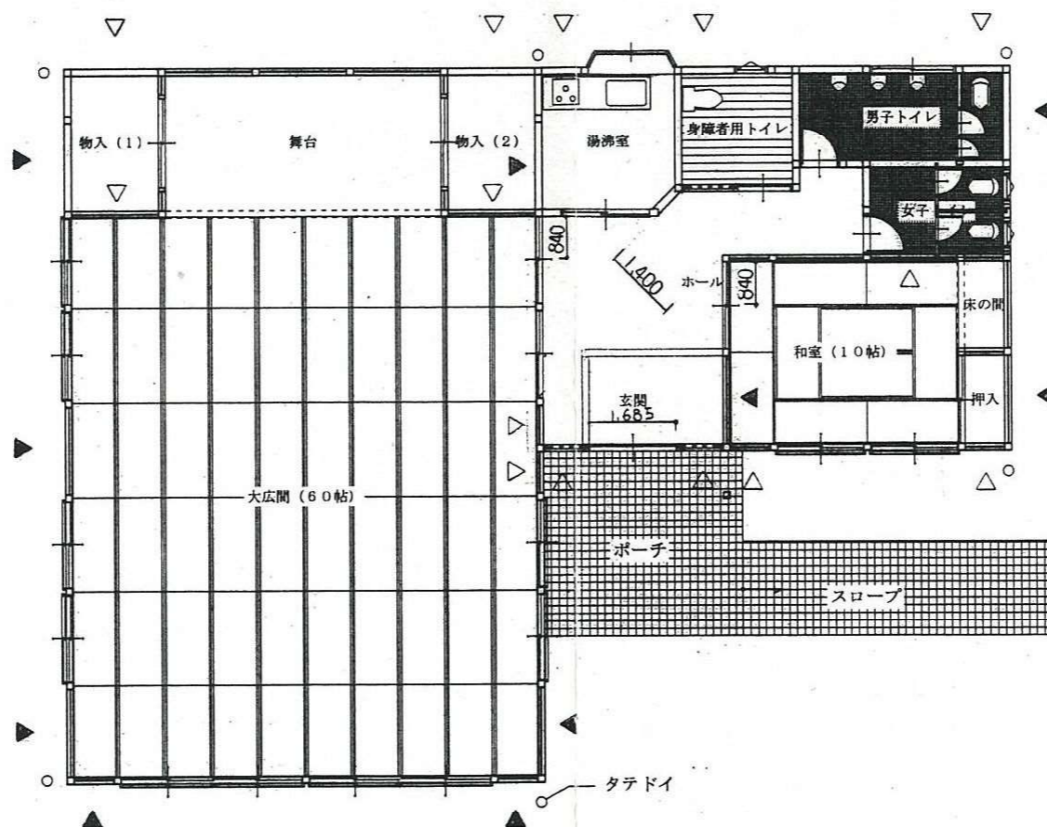 物入(1)
舞台
物入(2)
湯沸室
身障者用トイレ
男子トイレ
女子トイレ
840
1,400
ホール
840
床の間
和室(10帖)
押入
玄関
1,685
大広間(60帖)
ポーチ
スロープ
タテドイ